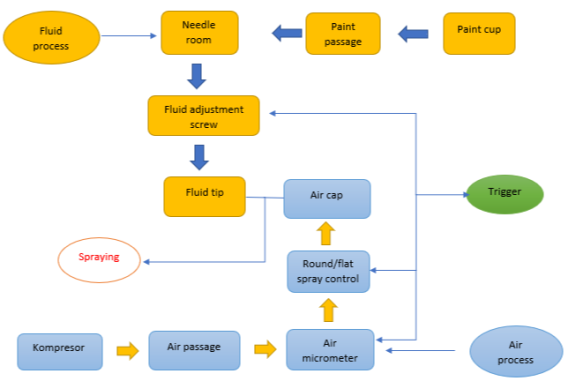 Fluid
process
Needle
room
Paint
passage
Paint cup
Fluid adjustment
screw
Fluid tip
Air cap
Trigger
Spraying
Round/flat
spray control
Kompresor
Air passage
Air
micrometer
Air
process